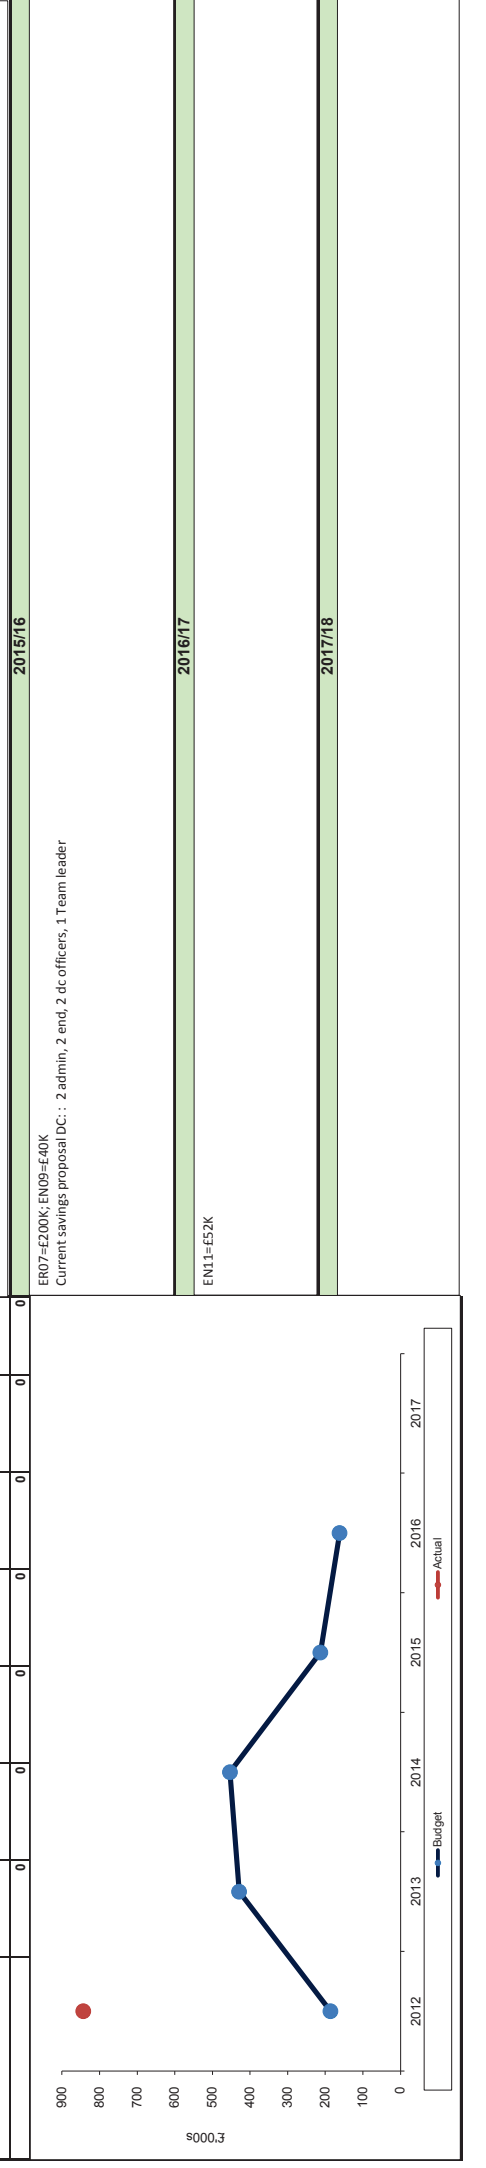 2015/16
ER07=£200K; EN09=£40K
Current savings proposal DC: :  2 admin, 2 end, 2 dc officers, 1 Team leader
2016/17
EN11=£52K
2017/18
0 0 0 0 0 0 0
900
800
700
600
500
400
300
200
100
0
£'000s
2012 2013 2014 2015 2016 2017
Budget Actual